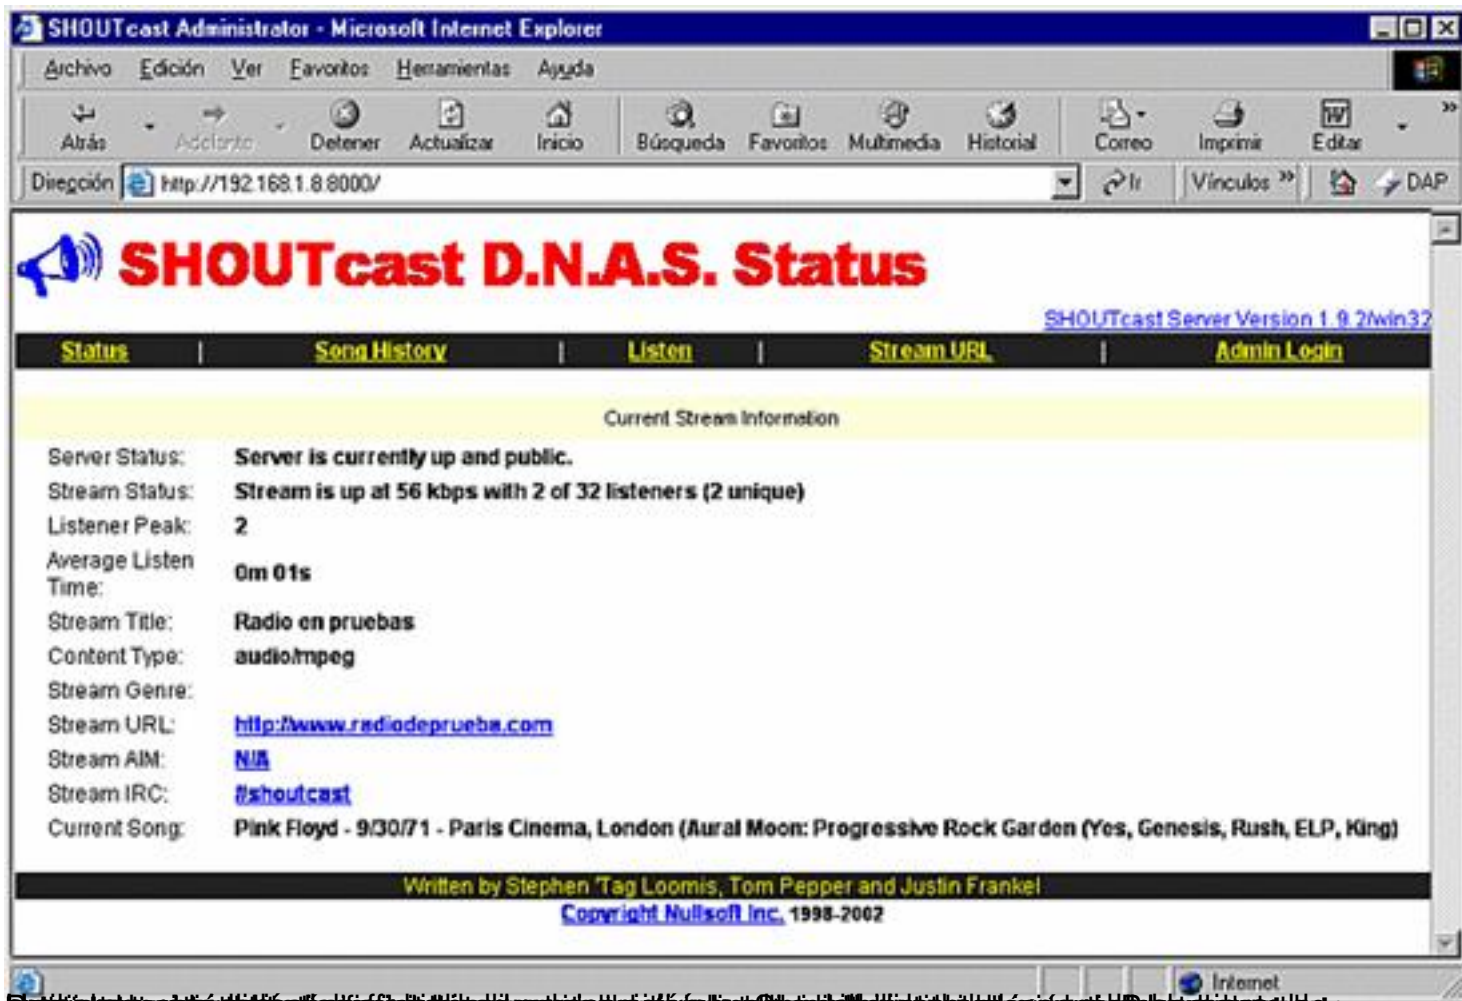 SHOUTcast Administrator - Microsoft Internet Explorer
Archivo Edición Ver Favoritos Herramientas Ayuda
Atrás Adelante Detener Actualizar Inicio Búsqueda Favoritos Multimedia Historial Correo Imprimir Editar »
Dirección http://192.168.1.8:8000/ Ir Vínculos » DAP
SHOUTcast D.N.A.S. Status
SHOUTcast Server Version 1.9.2/win32
Status | Song History | Listen | Stream URL | Admin Login
Current Stream Information
Server Status: Server is currently up and public.
Stream Status: Stream is up at 56 kbps with 2 of 32 listeners (2 unique)
Listener Peak: 2
Average Listen
Time: 0m 01s
Stream Title: Radio en pruebas
Content Type: audio/mpeg
Stream Genre:
Stream URL: http://www.radiodeprueba.com
Stream AIM: N/A
Stream IRC: #shoutcast
Current Song: Pink Floyd - 9/30/71 - Paris Cinema, London (Aural Moon: Progressive Rock Garden (Yes, Genesis, Rush, ELP, King)
Written by Stephen 'Tag Loomis, Tom Pepper and Justin Frankel
Copyright Nullsoft Inc. 1998-2002
Internet